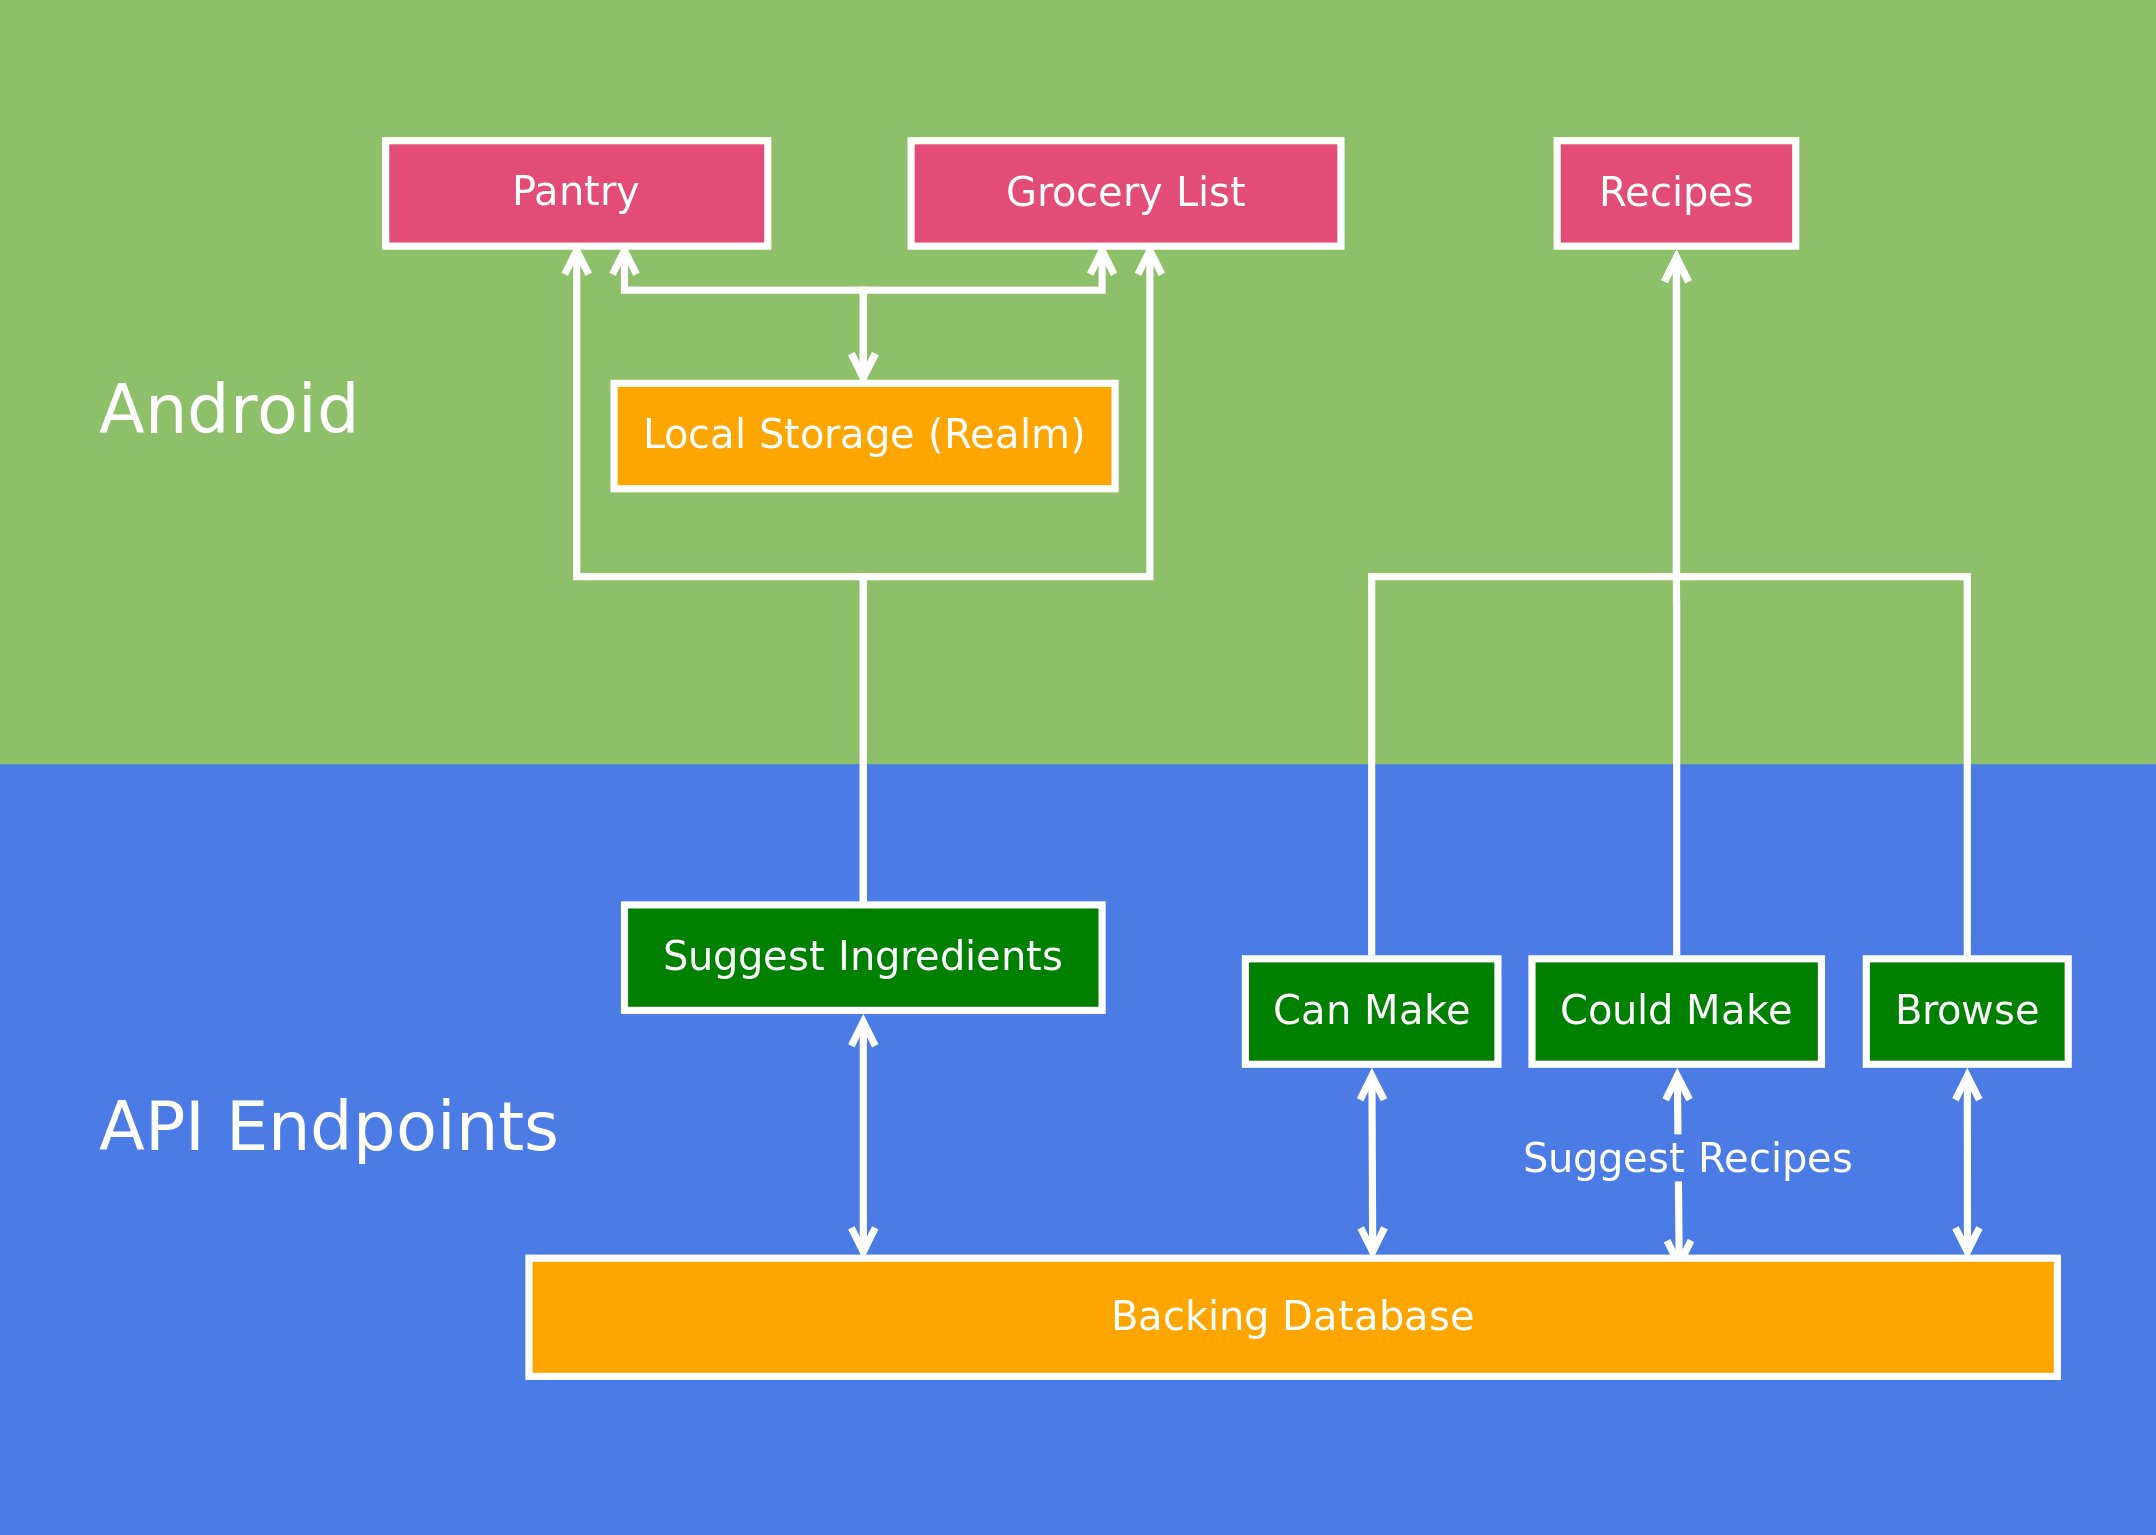 Pantry
Grocery List
Recipes
Android
Local Storage (Realm)
Suggest Ingredients
Can Make
Could Make
Browse
API Endpoints
Suggest Recipes
Backing Database